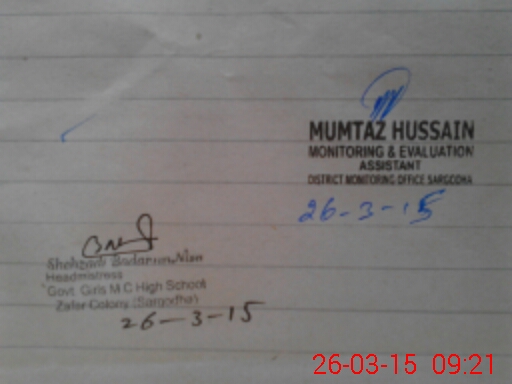 MUMTAZ HUSSAIN
MONITORING & EVALUATION
ASSISTANT
DISTRICT MONITORING OFFICE SARGODHA
26-3-15
Headmistress
Govt. Girls M C High School
Zafar Colony (Sargodha)
26-3-15
26-03-15 09:21